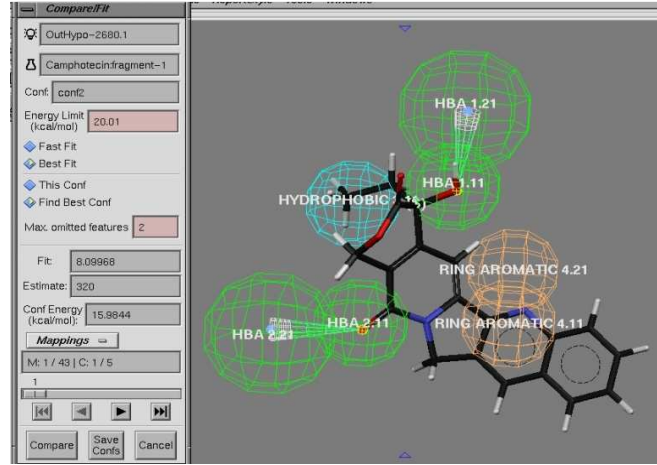 Compare/Fit
OutHypo-2680.1
Camphotecin:fragment-1
Conf: conf2
Energy Limit
(kcal/mol) 20.01
Fast Fit
Best Fit
This Conf
Find Best Conf
Max. omitted features 2
Fit: 8.09968
Estimate: 320
Conf Energy
(kcal/mol): 15.9844
Mappings
M: 1 / 43 | C: 1 / 5
1
Compare
Save
Confs
Cancel
Tools
HBA 1.21
HBA 1.11
HYDROPHOBIC
RING AROMATIC 4.21
RING AROMATIC 4.11
HBA 2.21
HBA 2.11